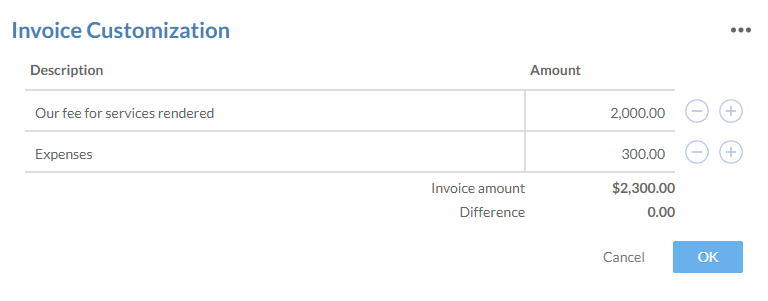 Invoice Customization
Description Amount
Our fee for services rendered 2,000.00
Expenses 300.00
Invoice amount $2,300.00
Difference 0.00
Cancel OK